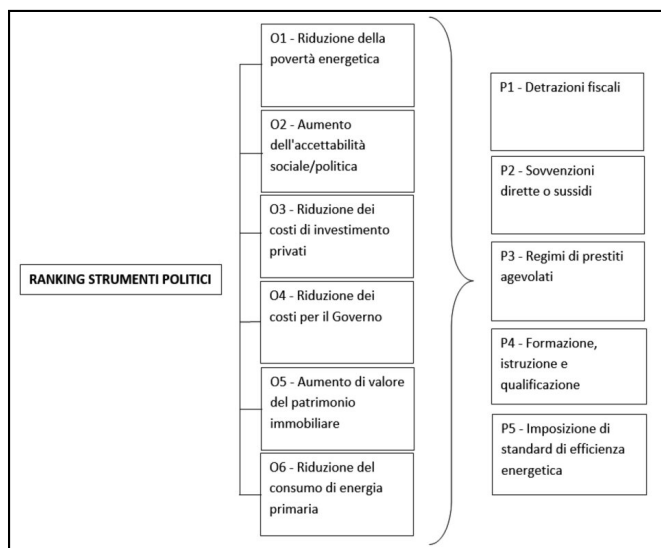 RANKING STRUMENTI POLITICI
O1 - Riduzione della
povertà energetica
O2 - Aumento
dell'accettabilità
sociale/politica
O3 - Riduzione dei
costi di investimento
privati
O4 - Riduzione dei
costi per il Governo
O5 - Aumento di valore
del patrimonio
immobiliare
O6 - Riduzione del
consumo di energia
primaria
P1 - Detrazioni fiscali
P2 - Sovvenzioni
dirette o sussidi
P3 - Regimi di prestiti
agevolati
P4 - Formazione,
istruzione e
qualificazione
P5 - Imposizione di
standard di efficienza
energetica